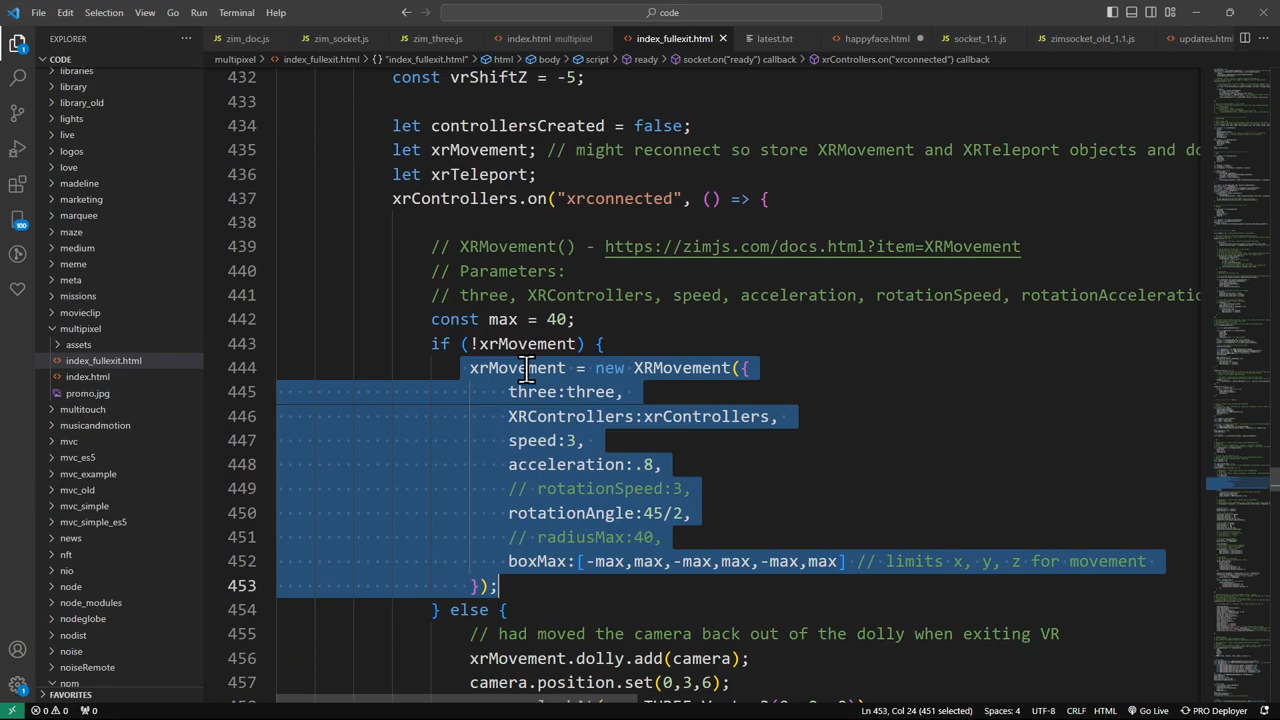 File Edit Selection View Go Run Terminal Help
code
EXPLORER
zim_doc.js zim_socket.js zim_three.js index.html multipixel index_fullexit.html latest.txt happyface.html socket_1.1.js zimsocket_old_1.1.js updates.html
CODE
multipixel > index_fullexit.html > {} "index_fullexit.html" > html > body > script > ready > socket.on("ready") callback > xrControllers.on("xrconnected") callback
libraries
library
library_old
lights
live
logos
love
madeline
marketing
marquee
maze
medium
meme
meta
missions
movieclip
multipixel
assets
index_fullexit.html
index.html
promo.jpg
multitouch
musicandmotion
mvc
mvc_es5
mvc_example
mvc_old
mvc_simple
mvc_simple_es5
news
nft
nio
node
node_modules
nodeglobe
nodist
noise
noiseRemote
npm
FAVORITES
432 const vrShiftZ = -5;
433
434 let controllersCreated = false;
435 let xrMovement; // might reconnect so store XRMovement and XRTeleport objects and do
436 let xrTeleport;
437 xrControllers.on("xrconnected", () => {
438
439 // XRMovement() - https://zimjs.com/docs.html?item=XRMovement
440 // Parameters:
441 // three, xrControllers, speed, acceleration, rotationSpeed, rotationAcceleratio
442 const max = 40;
443 if (!xrMovement) {
444 xrMovement = new XRMovement({
445 three:three,
446 xrControllers:xrControllers,
447 speed:3,
448 acceleration:.8,
449 // rotationSpeed:3,
450 rotationAngle:45/2,
451 // radiusMax:40,
452 boxMax:[-max,max,-max,max,-max,max] // limits x, y, z for movement
453 });
454 } else {
455 // had moved the camera back out of the dolly when exiting VR
456 xrMovement.dolly.add(camera);
457 camera.position.set(0,3,6);
100
1
0 0 0
Ln 453, Col 24 (451 selected) Spaces: 4 UTF-8 CRLF HTML Go Live PRO Deployer